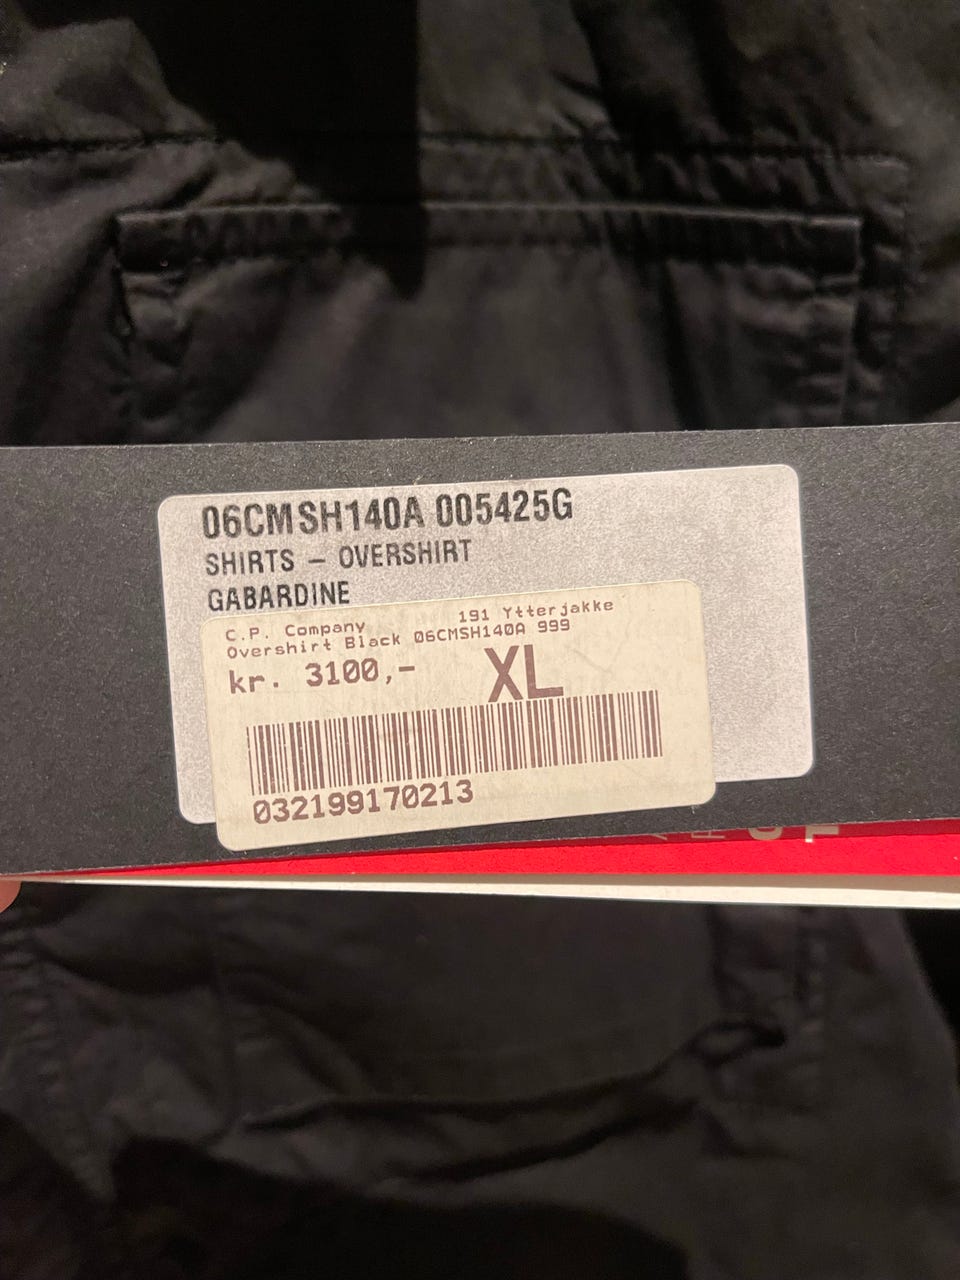 06CMSH140A 005425G
SHIRTS – OVERSHIRT
GABARDINE
C.P. Company 191 Ytterjakke
Overshirt Black 06CMSH140A 999
kr. 3100,- XL
032199170213